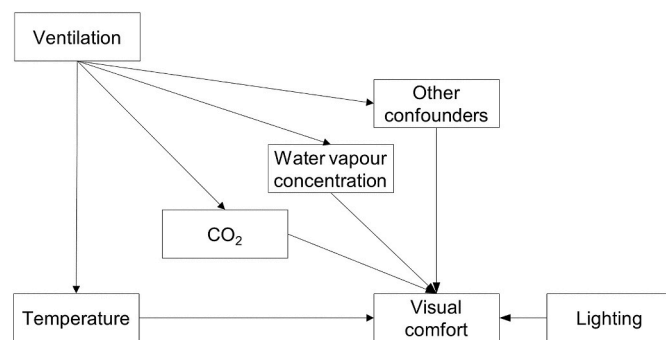 Ventilation
Other
confounders
Water vapour
concentration
CO₂
Temperature
Visual
comfort
Lighting